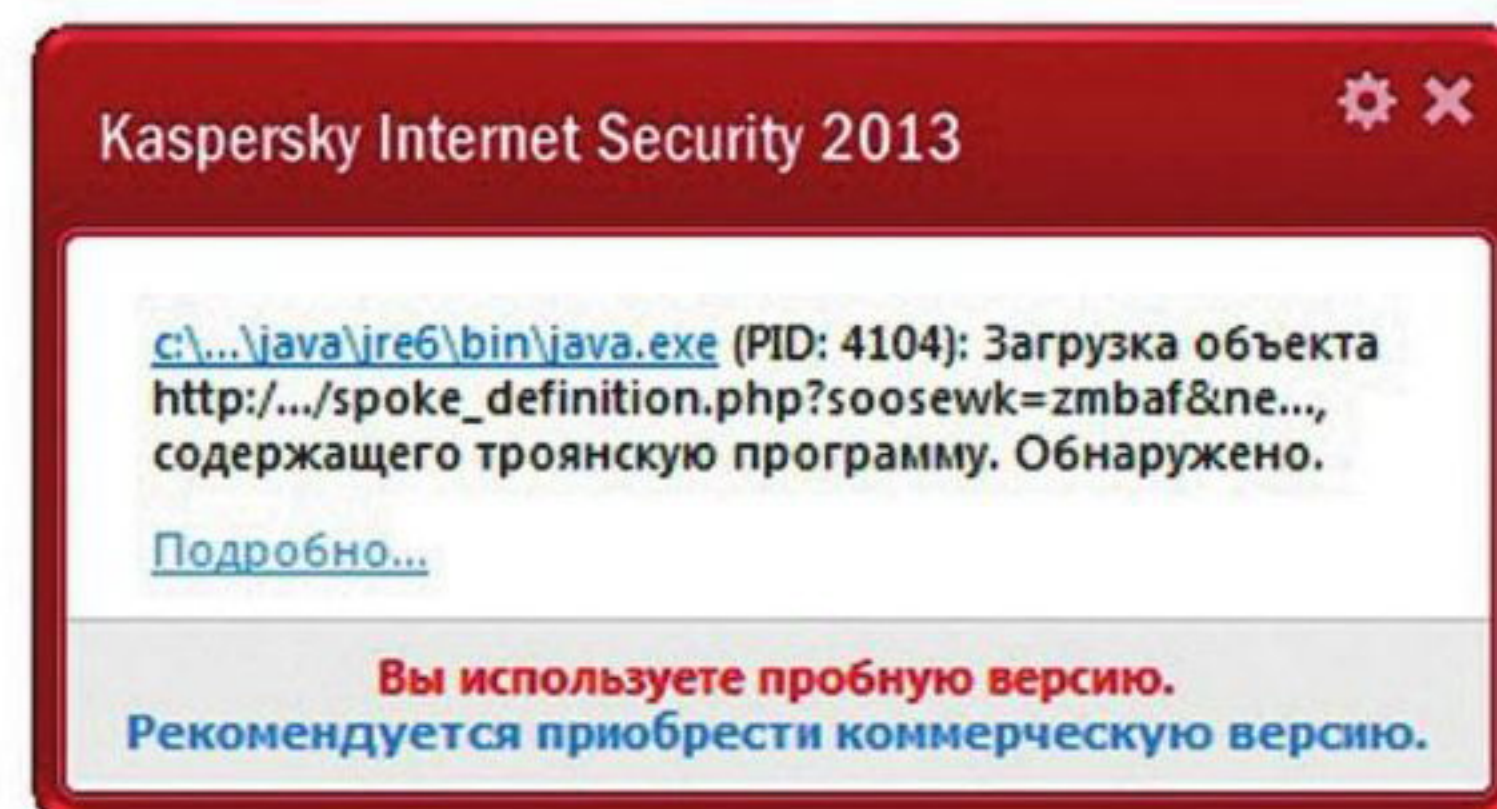 Kaspersky Internet Security 2013
c:\...\java\jre6\bin\java.exe (PID: 4104): Загрузка объекта
http:/.../spoke_definition.php?soosewk=zmbaf&ne...,
содержащего троянскую программу. Обнаружено.
Подробно...
Вы используете пробную версию.
Рекомендуется приобрести коммерческую версию.